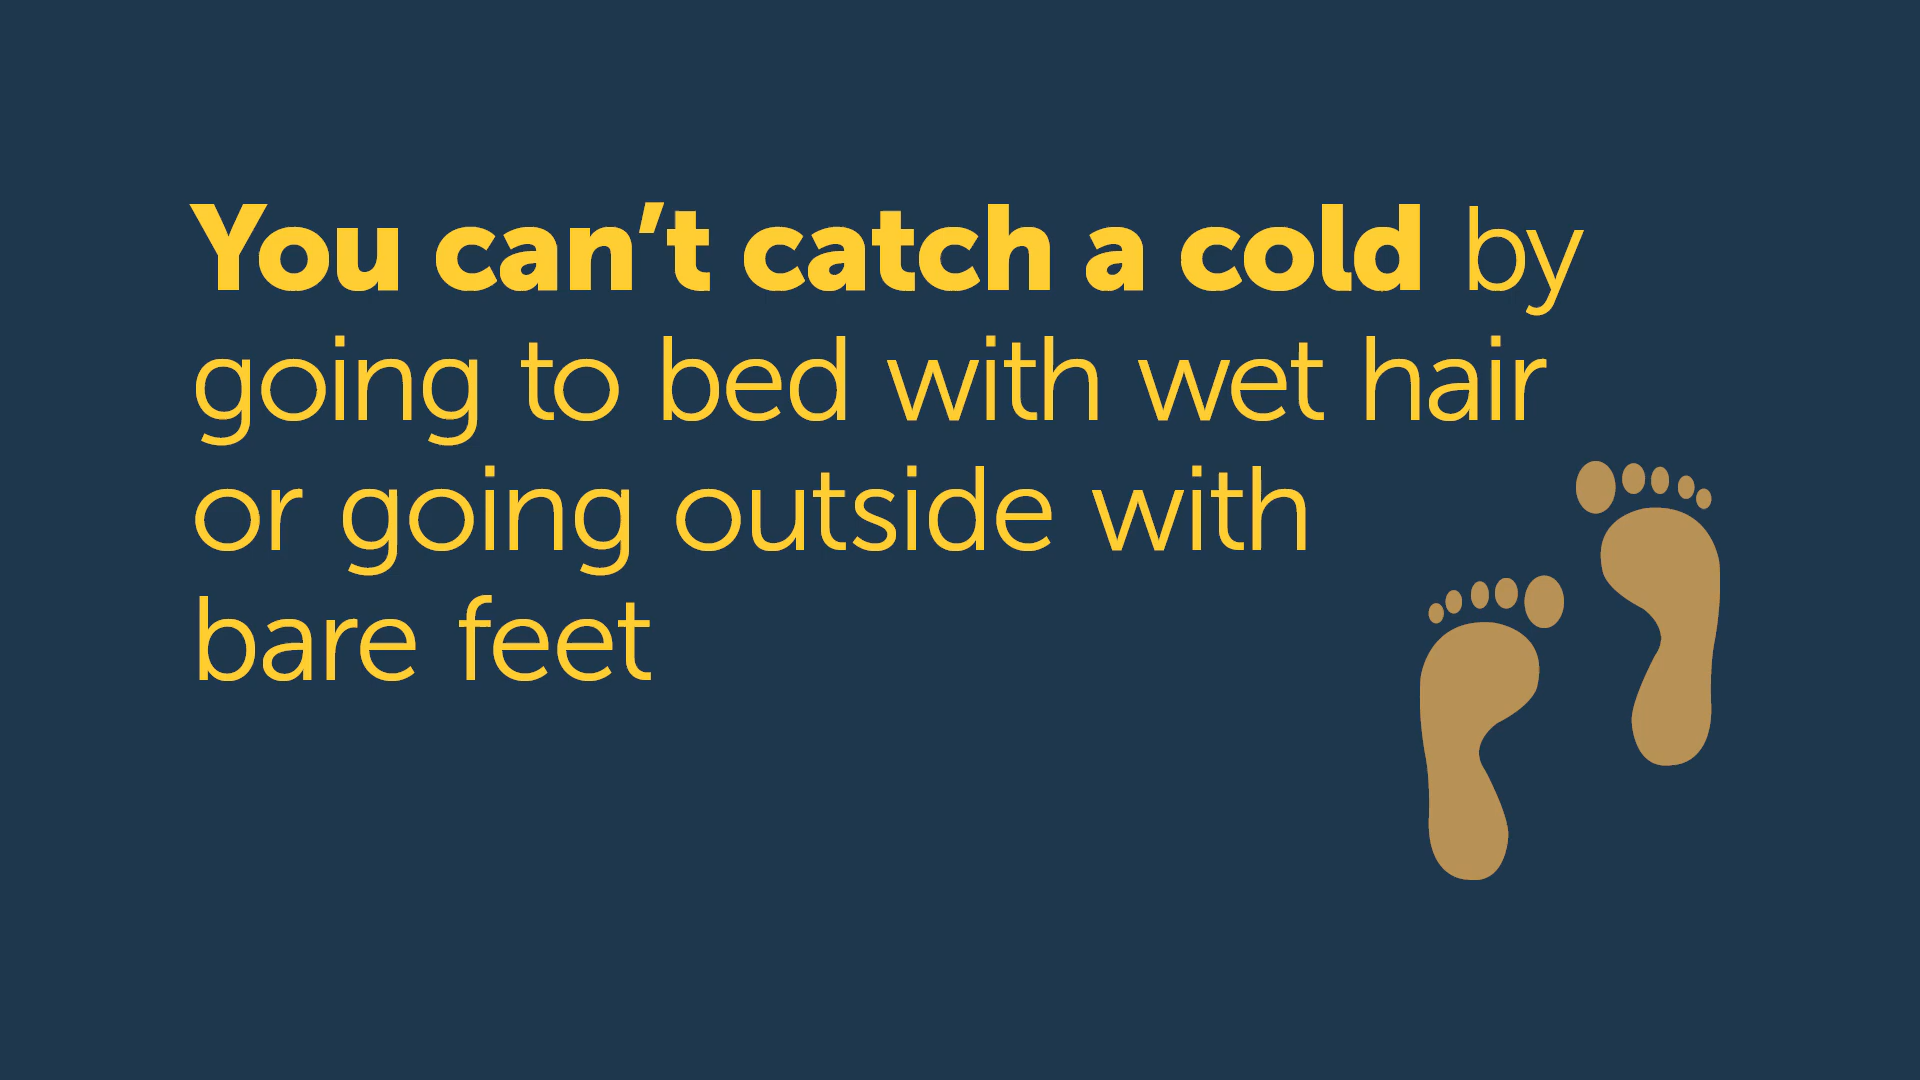 You can’t catch a cold by
going to bed with wet hair
or going outside with
bare feet